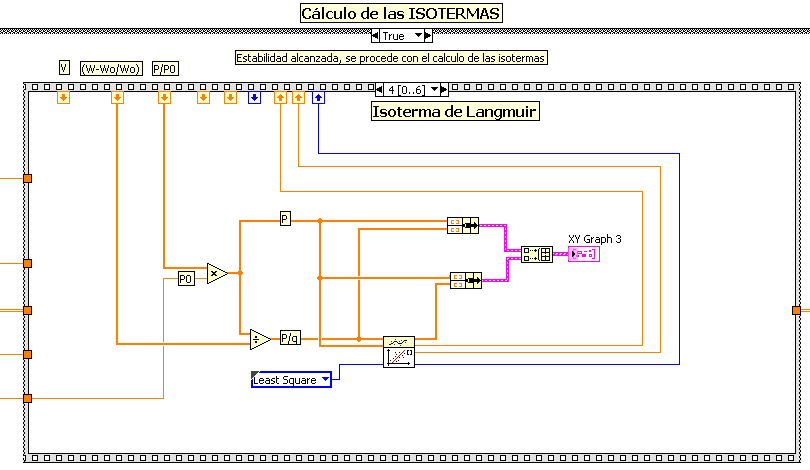 Cálculo de las ISOTERMAS
True
Estabilidad alcanzada, se procede con el calculo de las isotermas
V
(W-Wo/Wo)
P/P0
4 [0..6]
Isoterma de Langmuir
P
XY Graph 3
×
P0
÷
P/q
Least Square